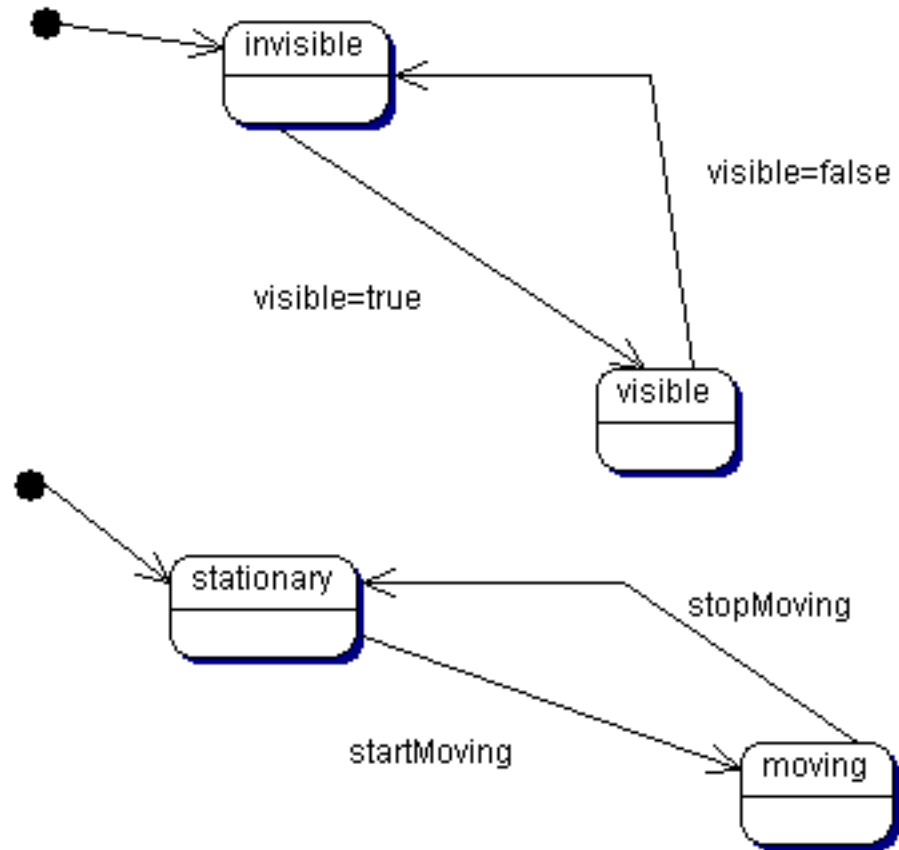 invisible
visible=false
visible=true
visible
stationary
stopMoving
startMoving
moving